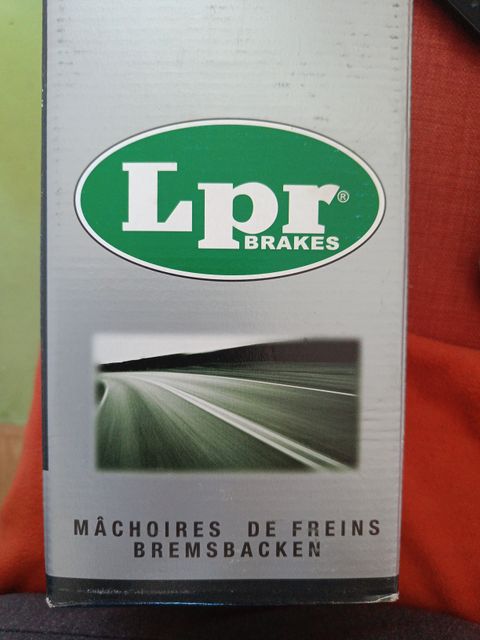 Lpr®
BRAKES
MÂCHOIRES DE FREINS
BREMSBACKEN